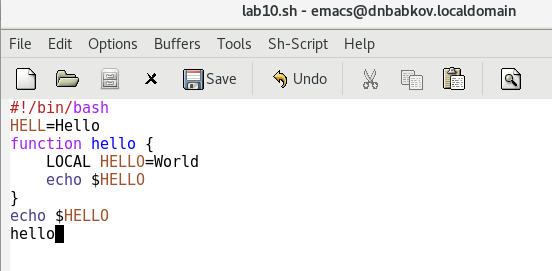 lab10.sh - emacs@dnbabkov.localdomain
File Edit Options Buffers Tools Sh-Script Help
Save Undo
#!/bin/bash
HELL=Hello
function hello {
    LOCAL HELLO=World
    echo $HELLO
}
echo $HELLO
hello